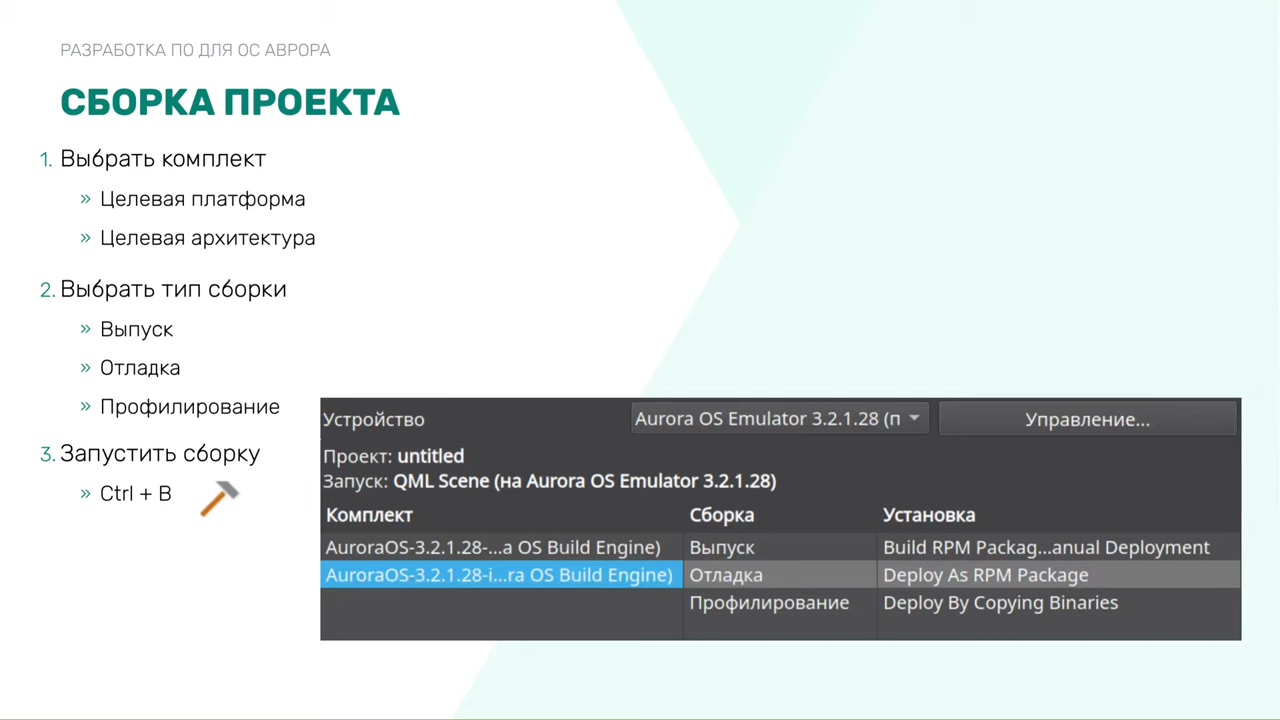 РАЗРАБОТКА ПО ДЛЯ ОС АВРОРА
СБОРКА ПРОЕКТА
1. Выбрать комплект
» Целевая платформа
» Целевая архитектура
2. Выбрать тип сборки
» Выпуск
» Отладка
» Профилирование
3. Запустить сборку
» Ctrl + B
Устройство Aurora OS Emulator 3.2.1.28 (п Управление...
Проект: untitled
Запуск: QML Scene (на Aurora OS Emulator 3.2.1.28)
Комплект Сборка Установка
AuroraOS-3.2.1.28-...a OS Build Engine) Выпуск Build RPM Packag...anual Deployment
AuroraOS-3.2.1.28-i...ra OS Build Engine) Отладка Deploy As RPM Package
Профилирование Deploy By Copying Binaries